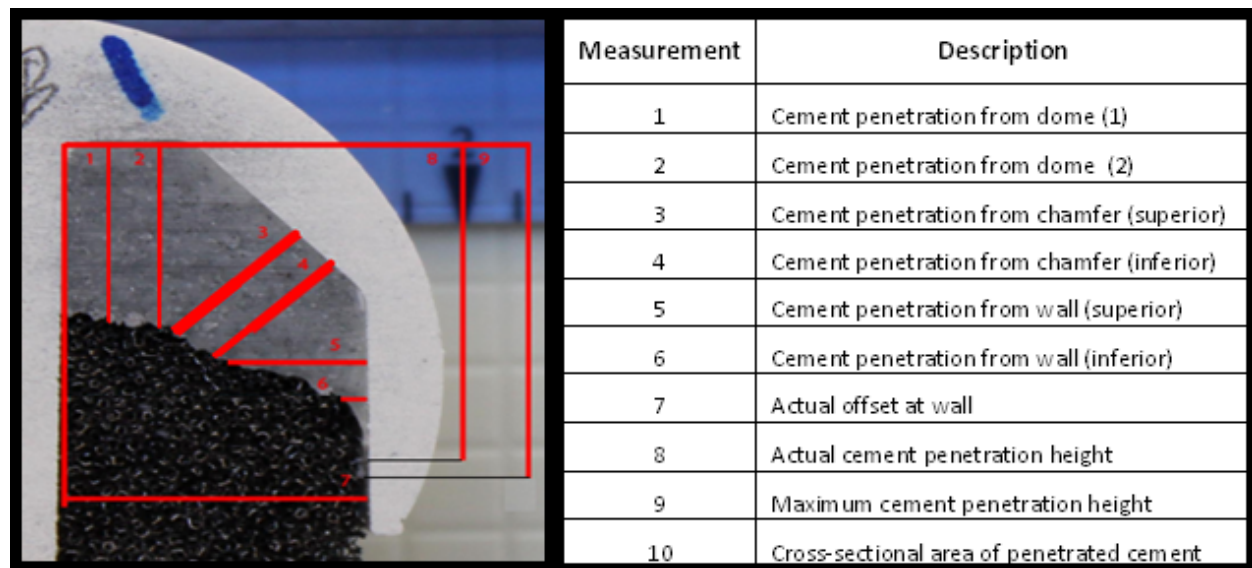 1 2 8 9
3
4
5
6
7
Measurement Description
1 Cement penetration from dome (1)
2 Cement penetration from dome (2)
3 Cement penetration from chamfer (superior)
4 Cement penetration from chamfer (inferior)
5 Cement penetration from wall (superior)
6 Cement penetration from wall (inferior)
7 Actual offset at wall
8 Actual cement penetration height
9 Maximum cement penetration height
10 Cross-sectional area of penetrated cement